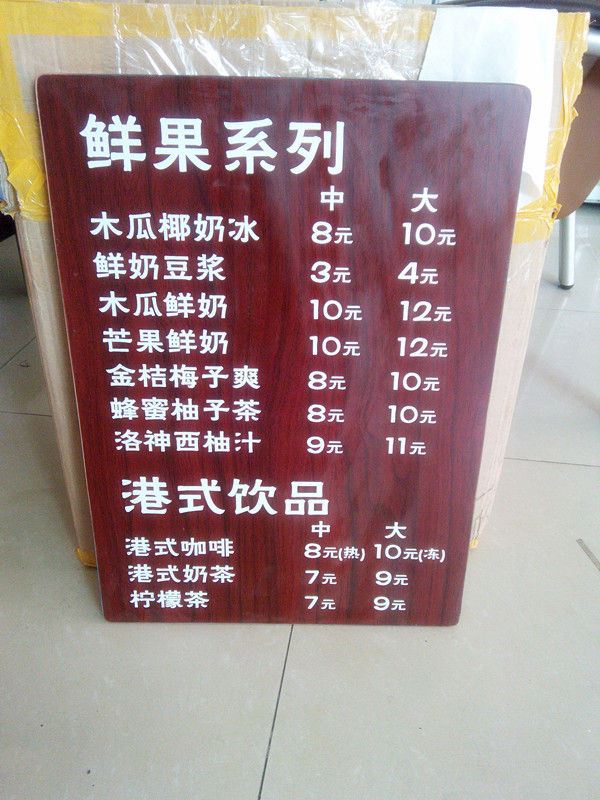 鲜果系列
中 大
木瓜椰奶冰 8元 10元
鲜奶豆浆 3元 4元
木瓜鲜奶 10元 12元
芒果鲜奶 10元 12元
金桔梅子爽 8元 10元
蜂蜜柚子茶 8元 10元
洛神西柚汁 9元 11元
港式饮品
中 大
港式咖啡 8元(热) 10元(冻)
港式奶茶 7元 9元
柠檬茶 7元 9元